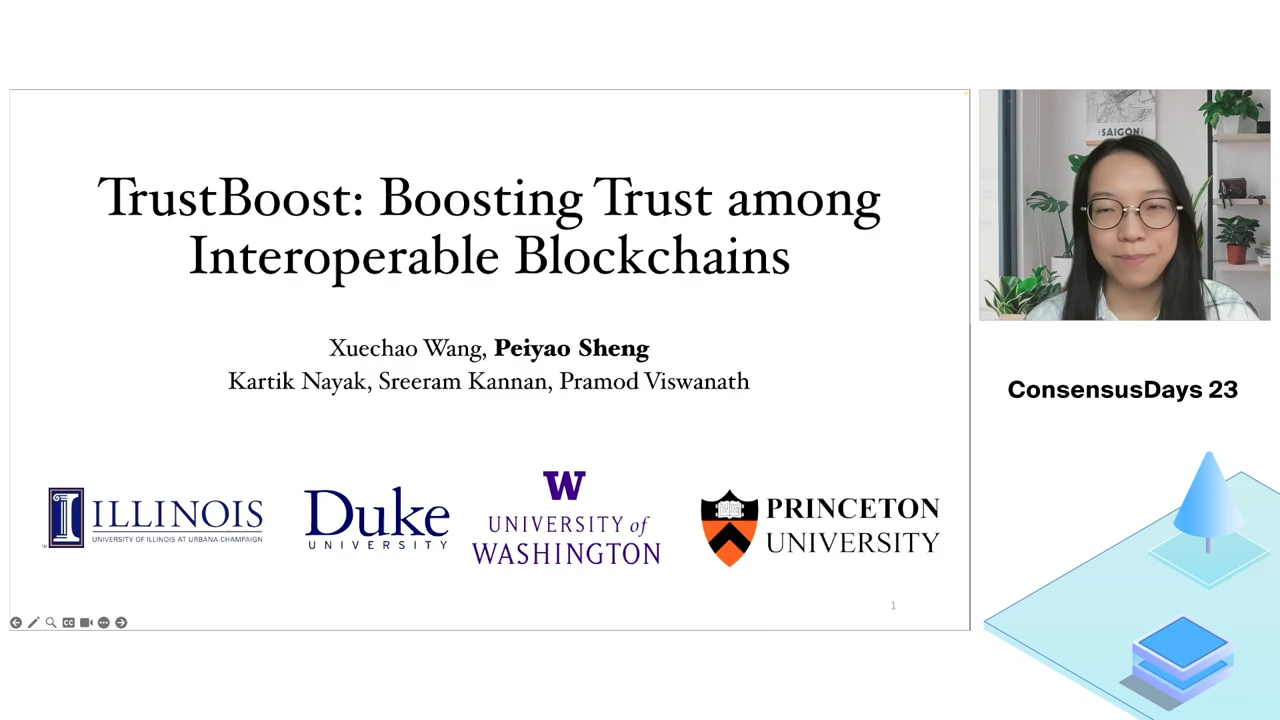 TrustBoost: Boosting Trust among
Interoperable Blockchains
Xuechao Wang, Peiyao Sheng
Kartik Nayak, Sreeram Kannan, Pramod Viswanath
I ILLINOIS
UNIVERSITY OF ILLINOIS AT URBANA-CHAMPAIGN
Duke
UNIVERSITY
W
UNIVERSITY of
WASHINGTON
PRINCETON
UNIVERSITY
1
CC
SAIGON
ConsensusDays 23